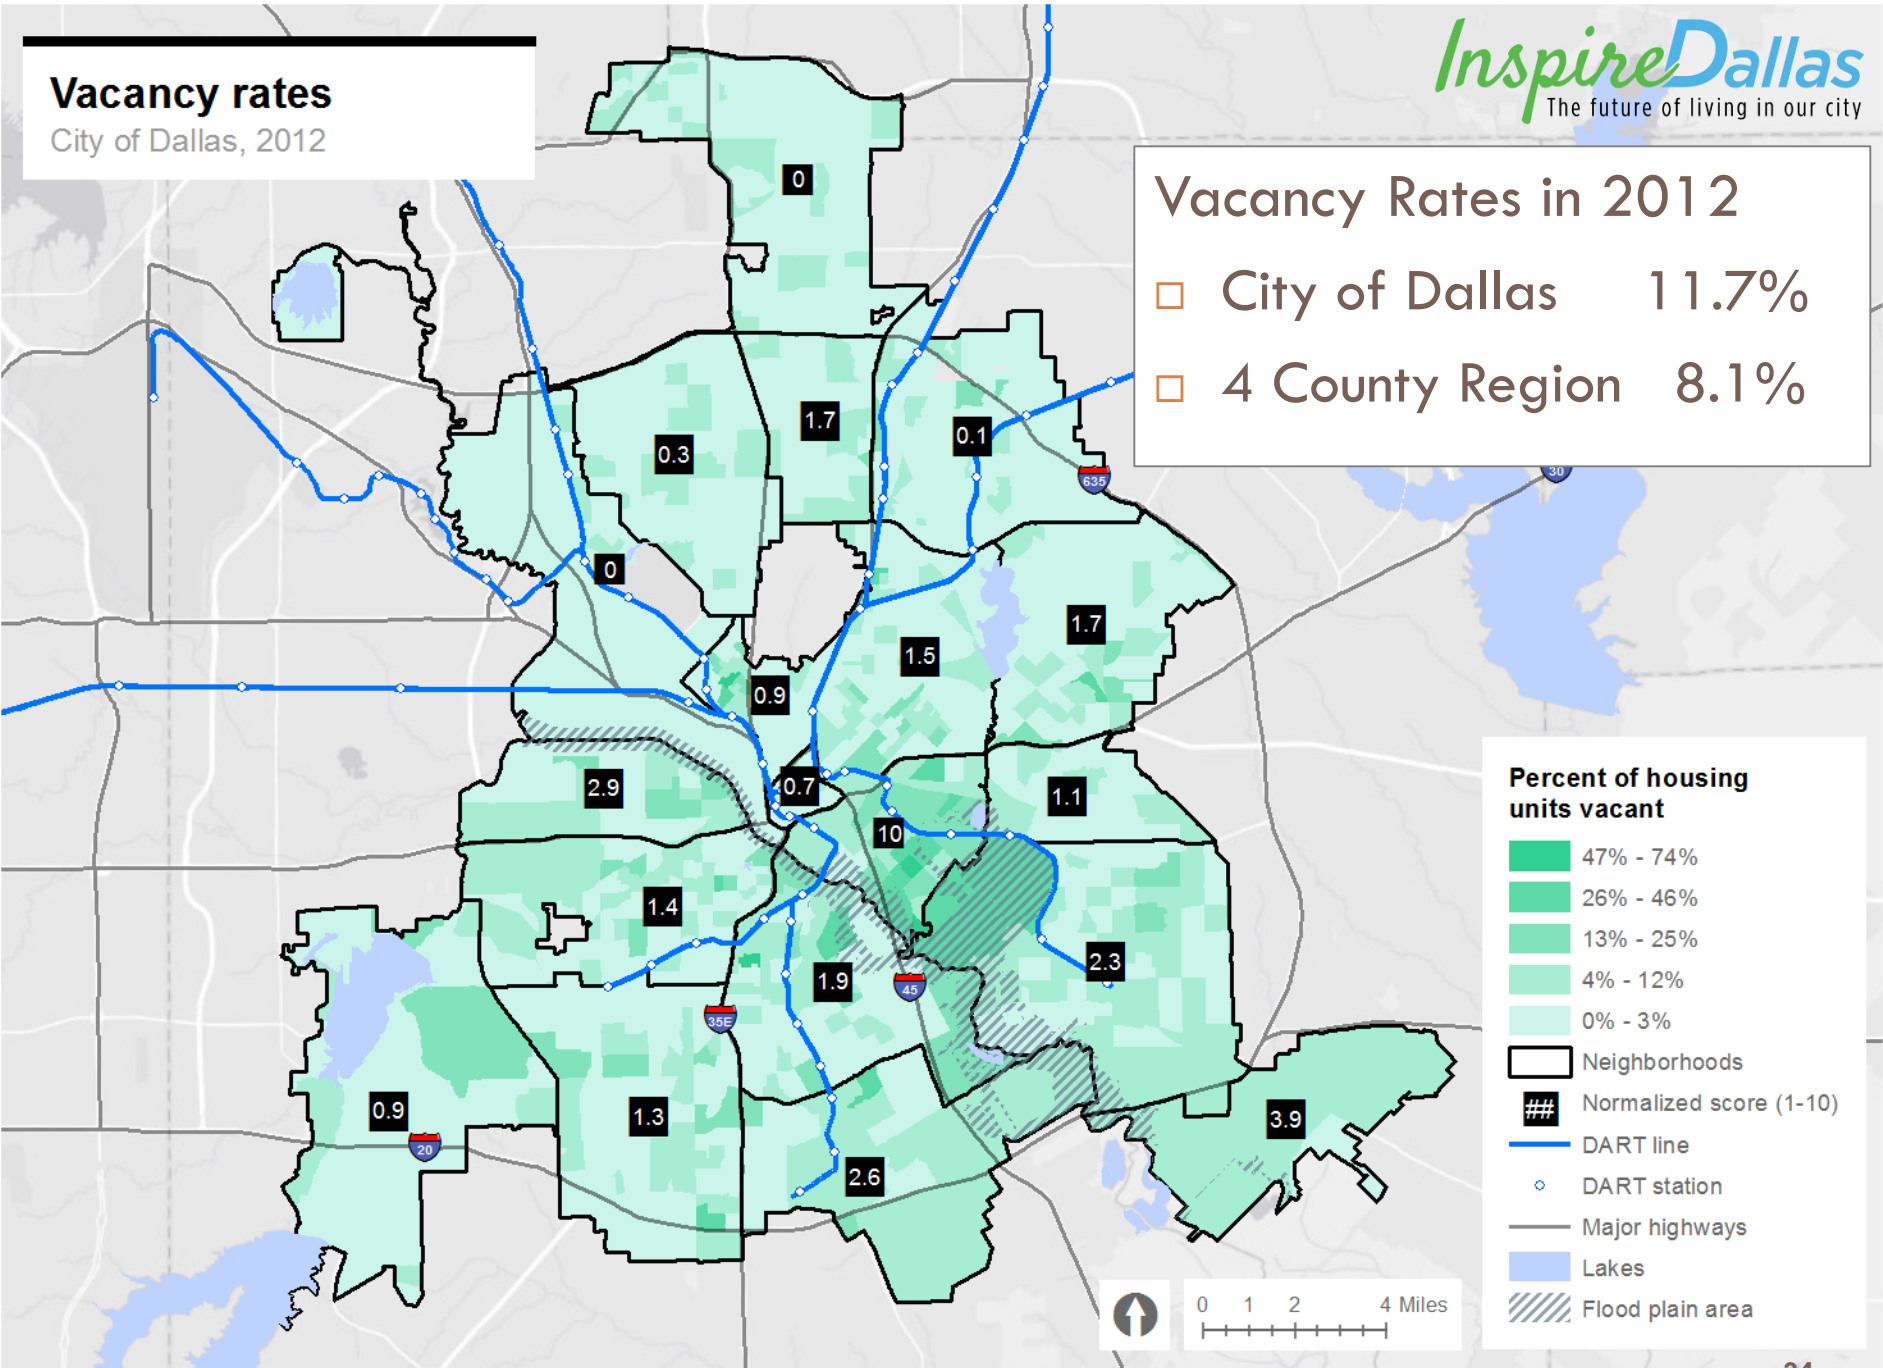 Vacancy rates
City of Dallas, 2012
InspireDallas
The future of living in our city
Vacancy Rates in 2012
City of Dallas 11.7%
4 County Region 8.1%
0
0.3
1.7
0.1
635
30
0
1.5
1.7
0.9
2.9
0.7
1.1
10
1.4
1.9
45
2.3
35E
0.9
20
1.3
2.6
3.9
Percent of housing
units vacant
47% - 74%
26% - 46%
13% - 25%
4% - 12%
0% - 3%
Neighborhoods
## Normalized score (1-10)
DART line
DART station
Major highways
Lakes
Flood plain area
0 1 2 4 Miles